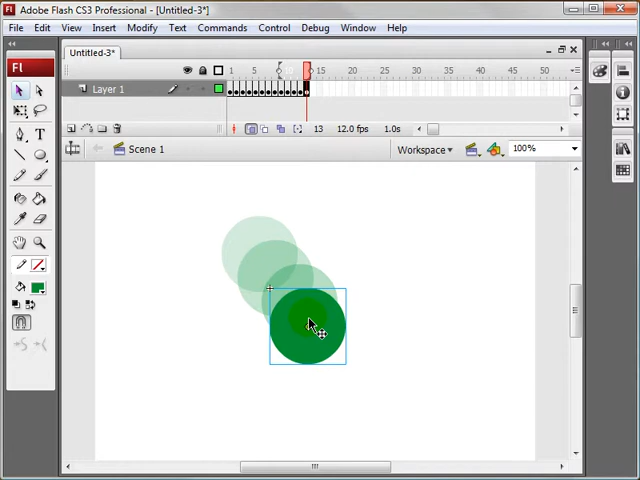 Adobe Flash CS3 Professional - [Untitled-3*]
File Edit View Insert Modify Text Commands Control Debug Window Help
Untitled-3*
Fl
1 5 10 15 20 25 30 35 40 45 50
Layer 1
13 12.0 fps 1.0s
Scene 1 Workspace 100%
T